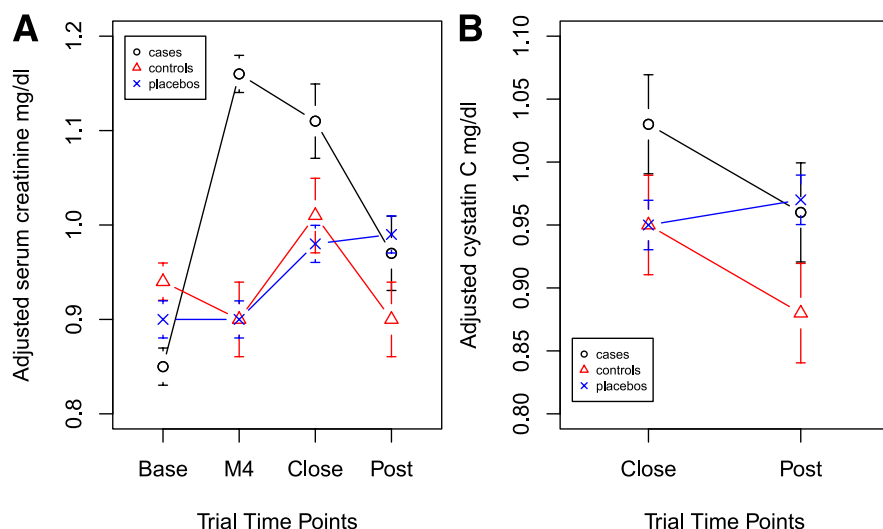 A
Adjusted serum creatinine mg/dl
1.2
1.1
1.0
0.9
0.8
cases
controls
placebos
Base M4 Close Post
Trial Time Points
B
Adjusted cystatin C mg/dl
1.10
1.05
1.00
0.95
0.90
0.85
0.80
cases
controls
placebos
Close Post
Trial Time Points